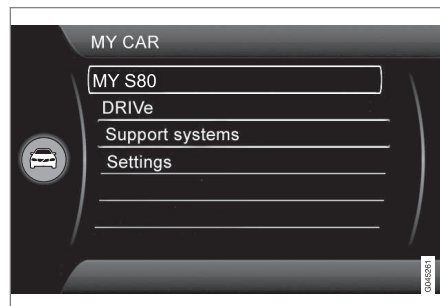 MY CAR
MY S80
DRIVe
Support systems
Settings
G045261